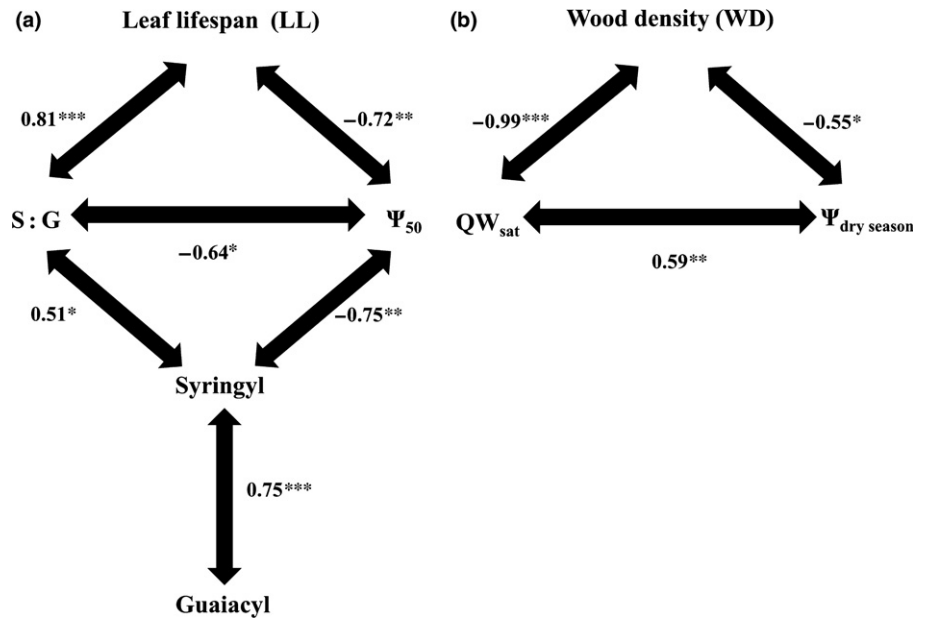 (a) Leaf lifespan (LL)
0.81***
−0.72**
S : G
Ψ50
−0.64*
0.51*
−0.75**
Syringyl
0.75***
Guaiacyl
(b) Wood density (WD)
−0.99***
−0.55*
QWsat
Ψdry season
0.59**